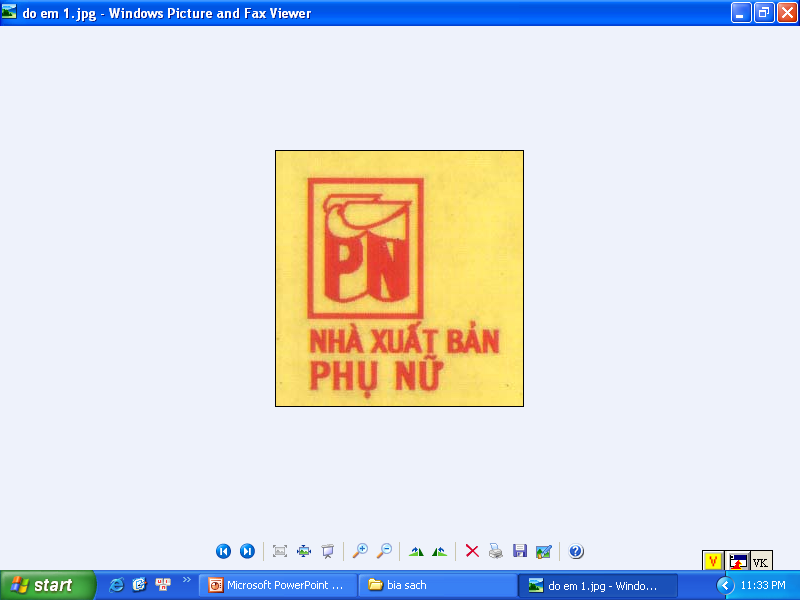 do em 1.jpg - Windows Picture and Fax Viewer
PN
NHÀ XUẤT BẢN
PHỤ NỮ
V
VK
start
Microsoft PowerPoint ...
bia sach
do em 1.jpg - Windo...
11:33 PM